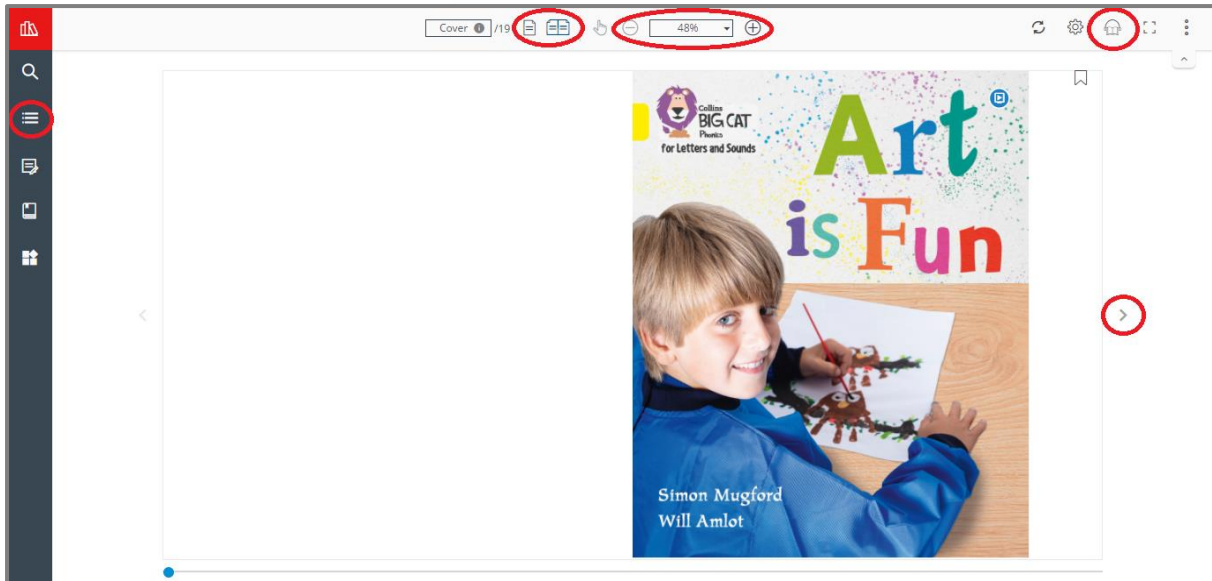 Cover /19
48%
Collins
BIG CAT
Phonics
for Letters and Sounds
Art
is Fun
Simon Mugford
Will Amlot